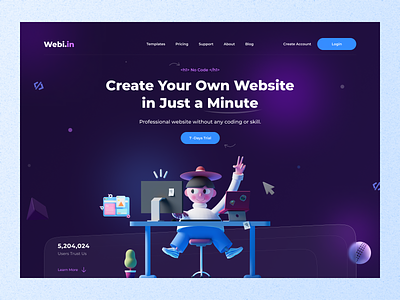 Webi.in
Templates Pricing Support About Blog Create Account Login
<h1> No Code </h1>
Create Your Own Website
in Just a Minute
Professional website without any coding or skill.
7-Days Trial
5,204,024
Users Trust Us
Learn More